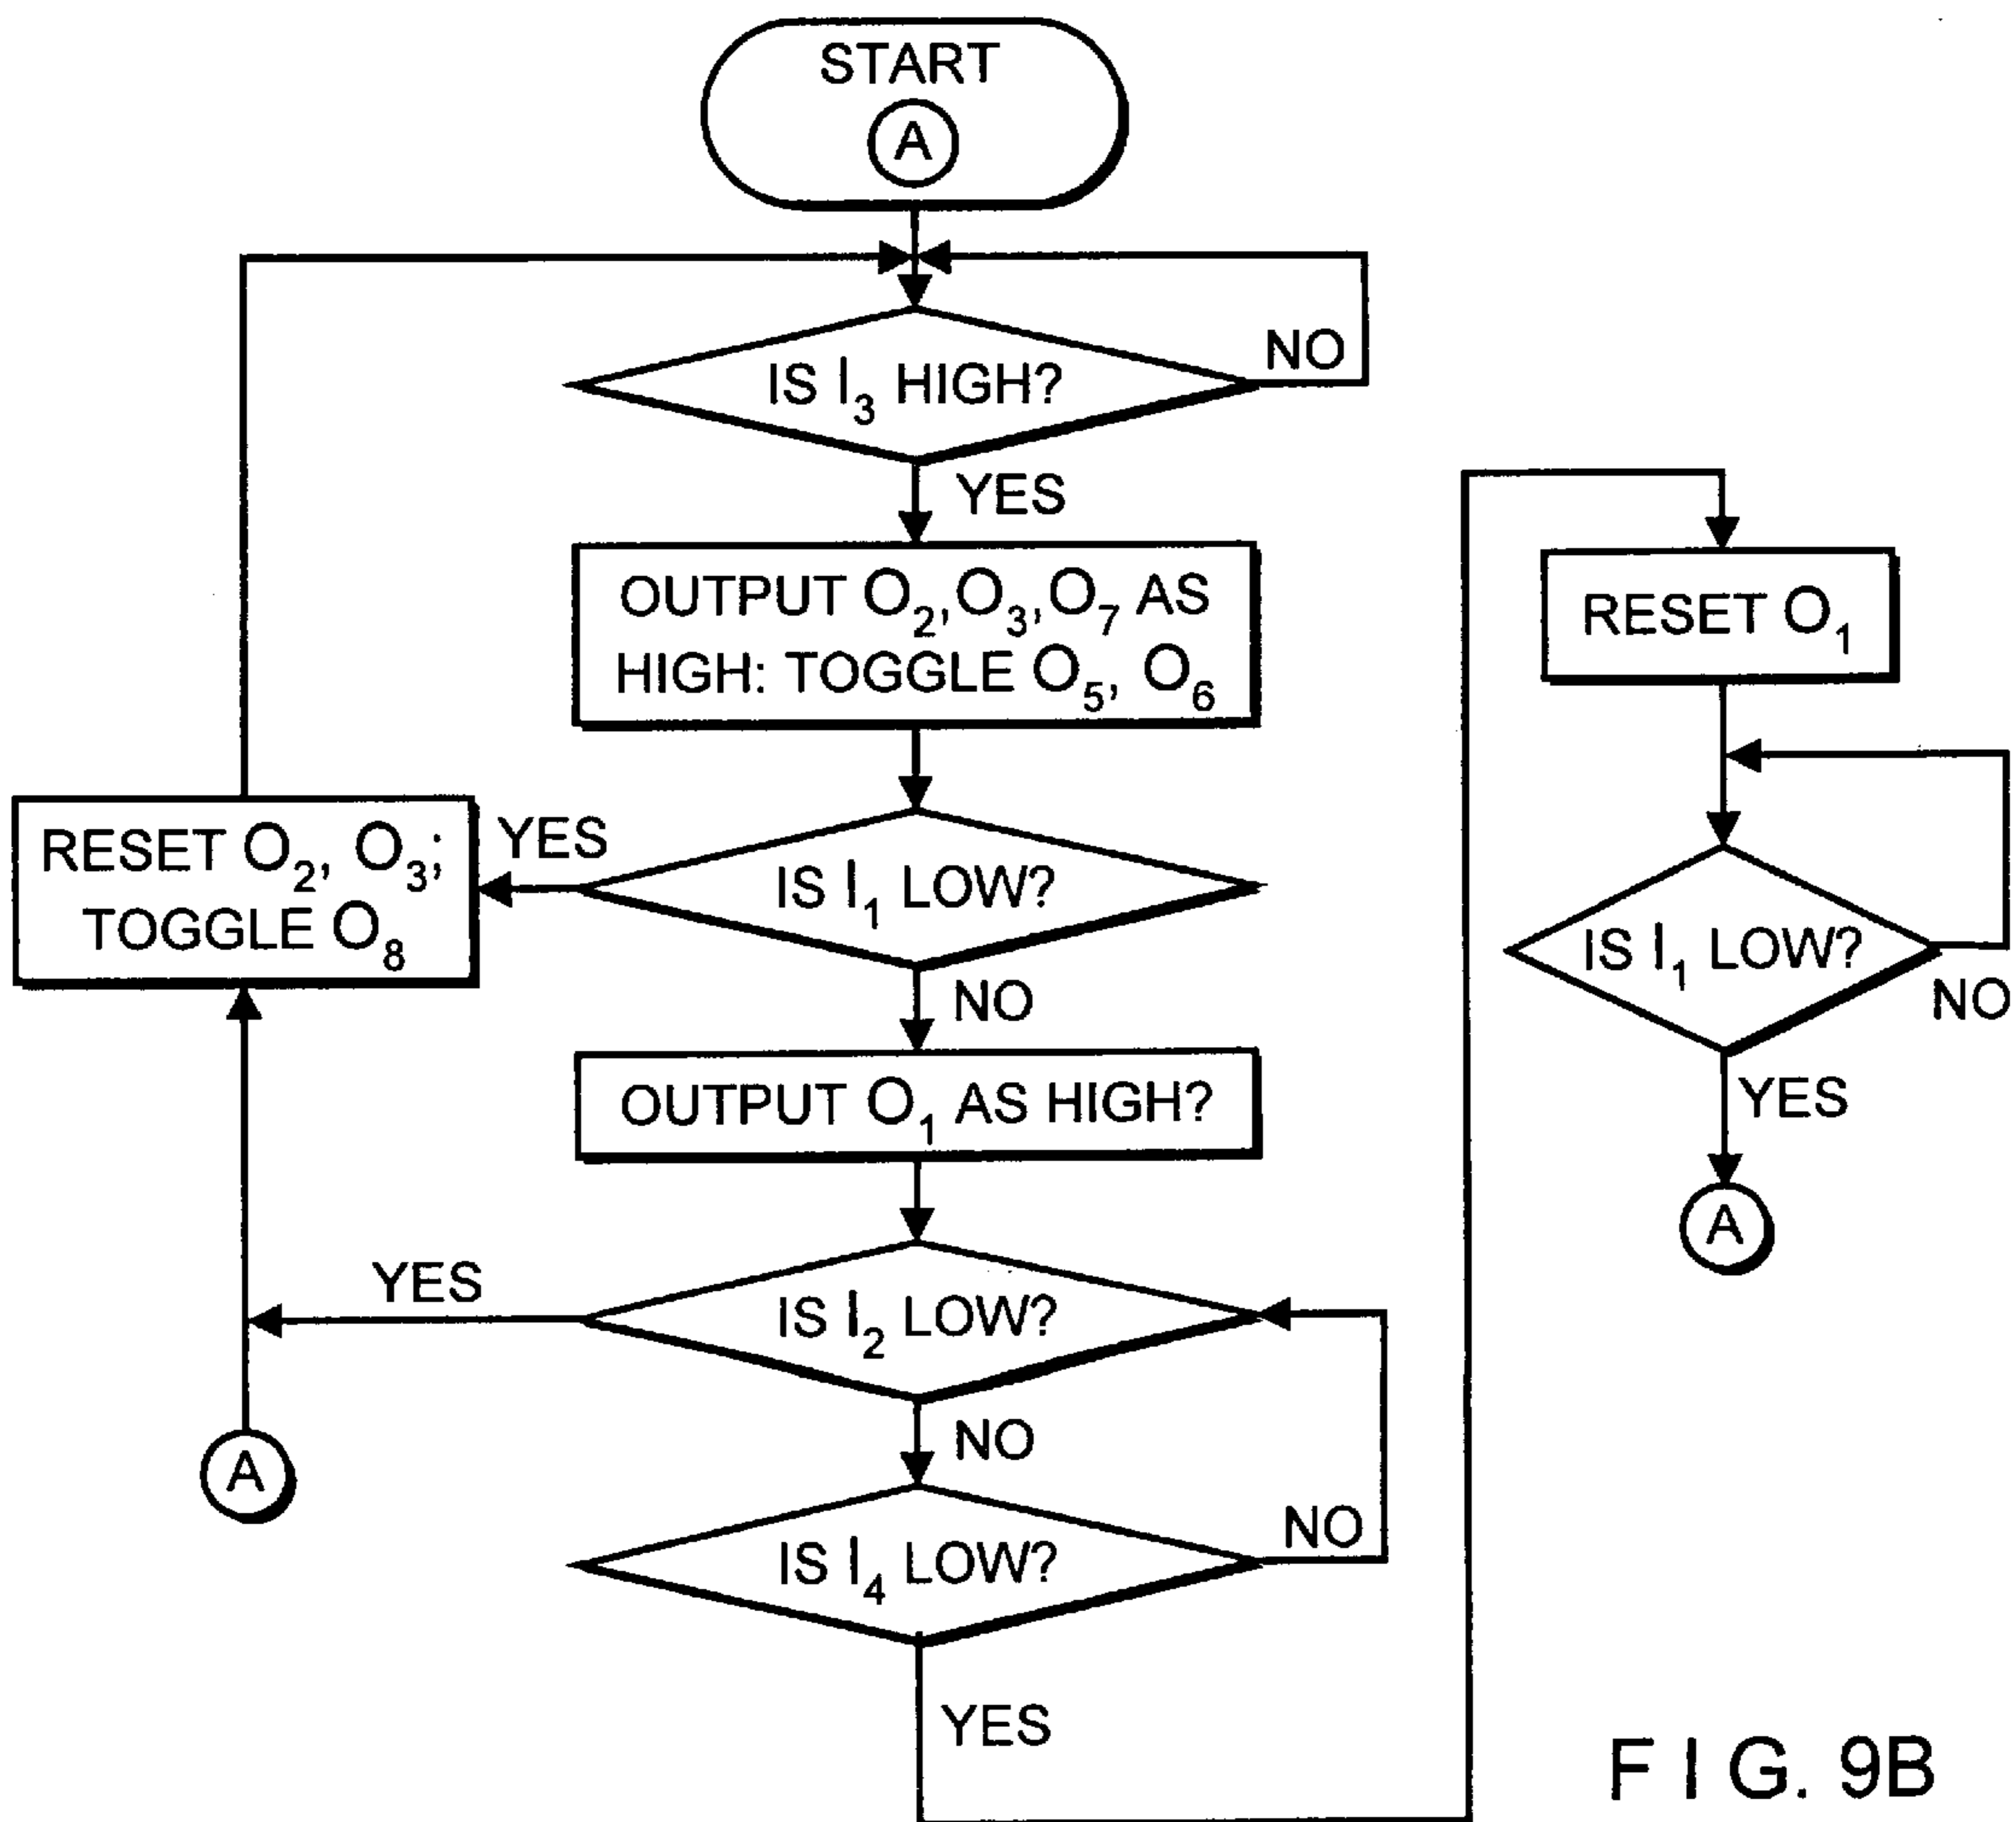 START
A
IS I₃ HIGH?
NO
YES
OUTPUT O₂, O₃, O₇ AS
HIGH: TOGGLE O₅, O₆
IS I₁ LOW?
YES
RESET O₂, O₃;
TOGGLE O₈
NO
OUTPUT O₁ AS HIGH?
IS I₂ LOW?
YES
A
NO
IS I₄ LOW?
NO
YES
RESET O₁
IS I₁ LOW?
NO
YES
A
FIG. 9B